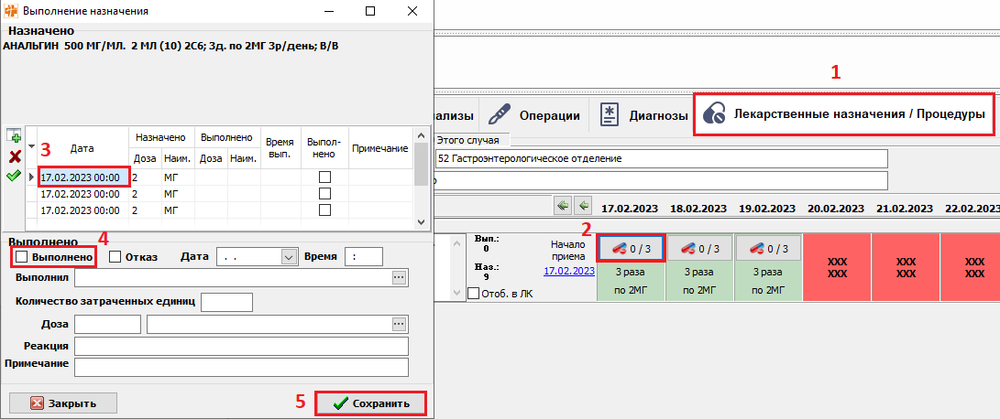 Выполнение назначения
Назначено
АНАЛЬГИН 500 МГ/МЛ. 2 МЛ (10) 2С6; 3д. по 2МГ 3р/день; В/В
3
Дата
Назначено
Выполнено
Время вып.
Выпол-
нено
Примечание
Доза
Наим.
Доза
Наим.
17.02.2023 00:00 2 МГ
17.02.2023 00:00 2 МГ
17.02.2023 00:00 2 МГ
Выполнено
4
Выполнено
Отказ
Дата . .
Время :
Выполнил
Количество затраченных единиц
Доза
Реакция
Примечание
Закрыть
5
Сохранить
1
ализы
Операции
Диагнозы
Лекарственные назначения / Процедуры
Этого случая
52 Гастроэнтерологическое отделение
р
17.02.2023 18.02.2023 19.02.2023 20.02.2023 21.02.2023 22.02.2023
2
Вып.:
0
Наз.:
9
Начало
приема
17.02.2023
Отоб. в ЛК
0 / 3 0 / 3 0 / 3
3 раза 3 раза 3 раза
по 2МГ по 2МГ по 2МГ
XXX XXX XXX
XXX XXX XXX